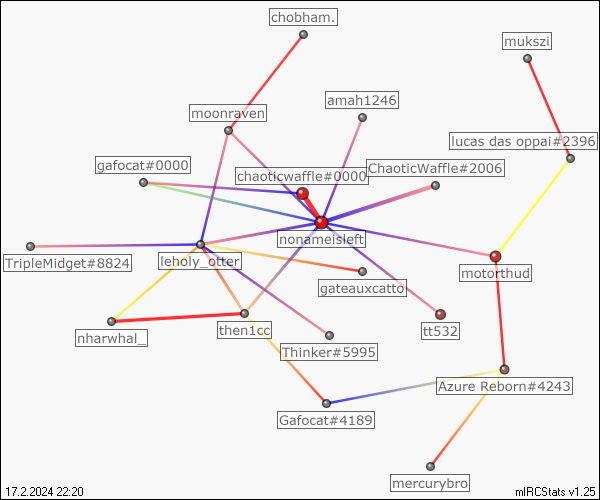 chobham.
mukszi
amah1246
moonraven
lucas das oppai#2396
gafocat#0000
chaoticwaffle#0000
ChaoticWaffle#2006
nonameisleft
TripleMidget#8824
leholy_otter
motorthud
gateauxcatto
nharwhal_
then1cc
tt532
Thinker#5995
Azure Reborn#4243
Gafocat#4189
mercurybro
17.2.2024 22:20
mIRCStats v1.25